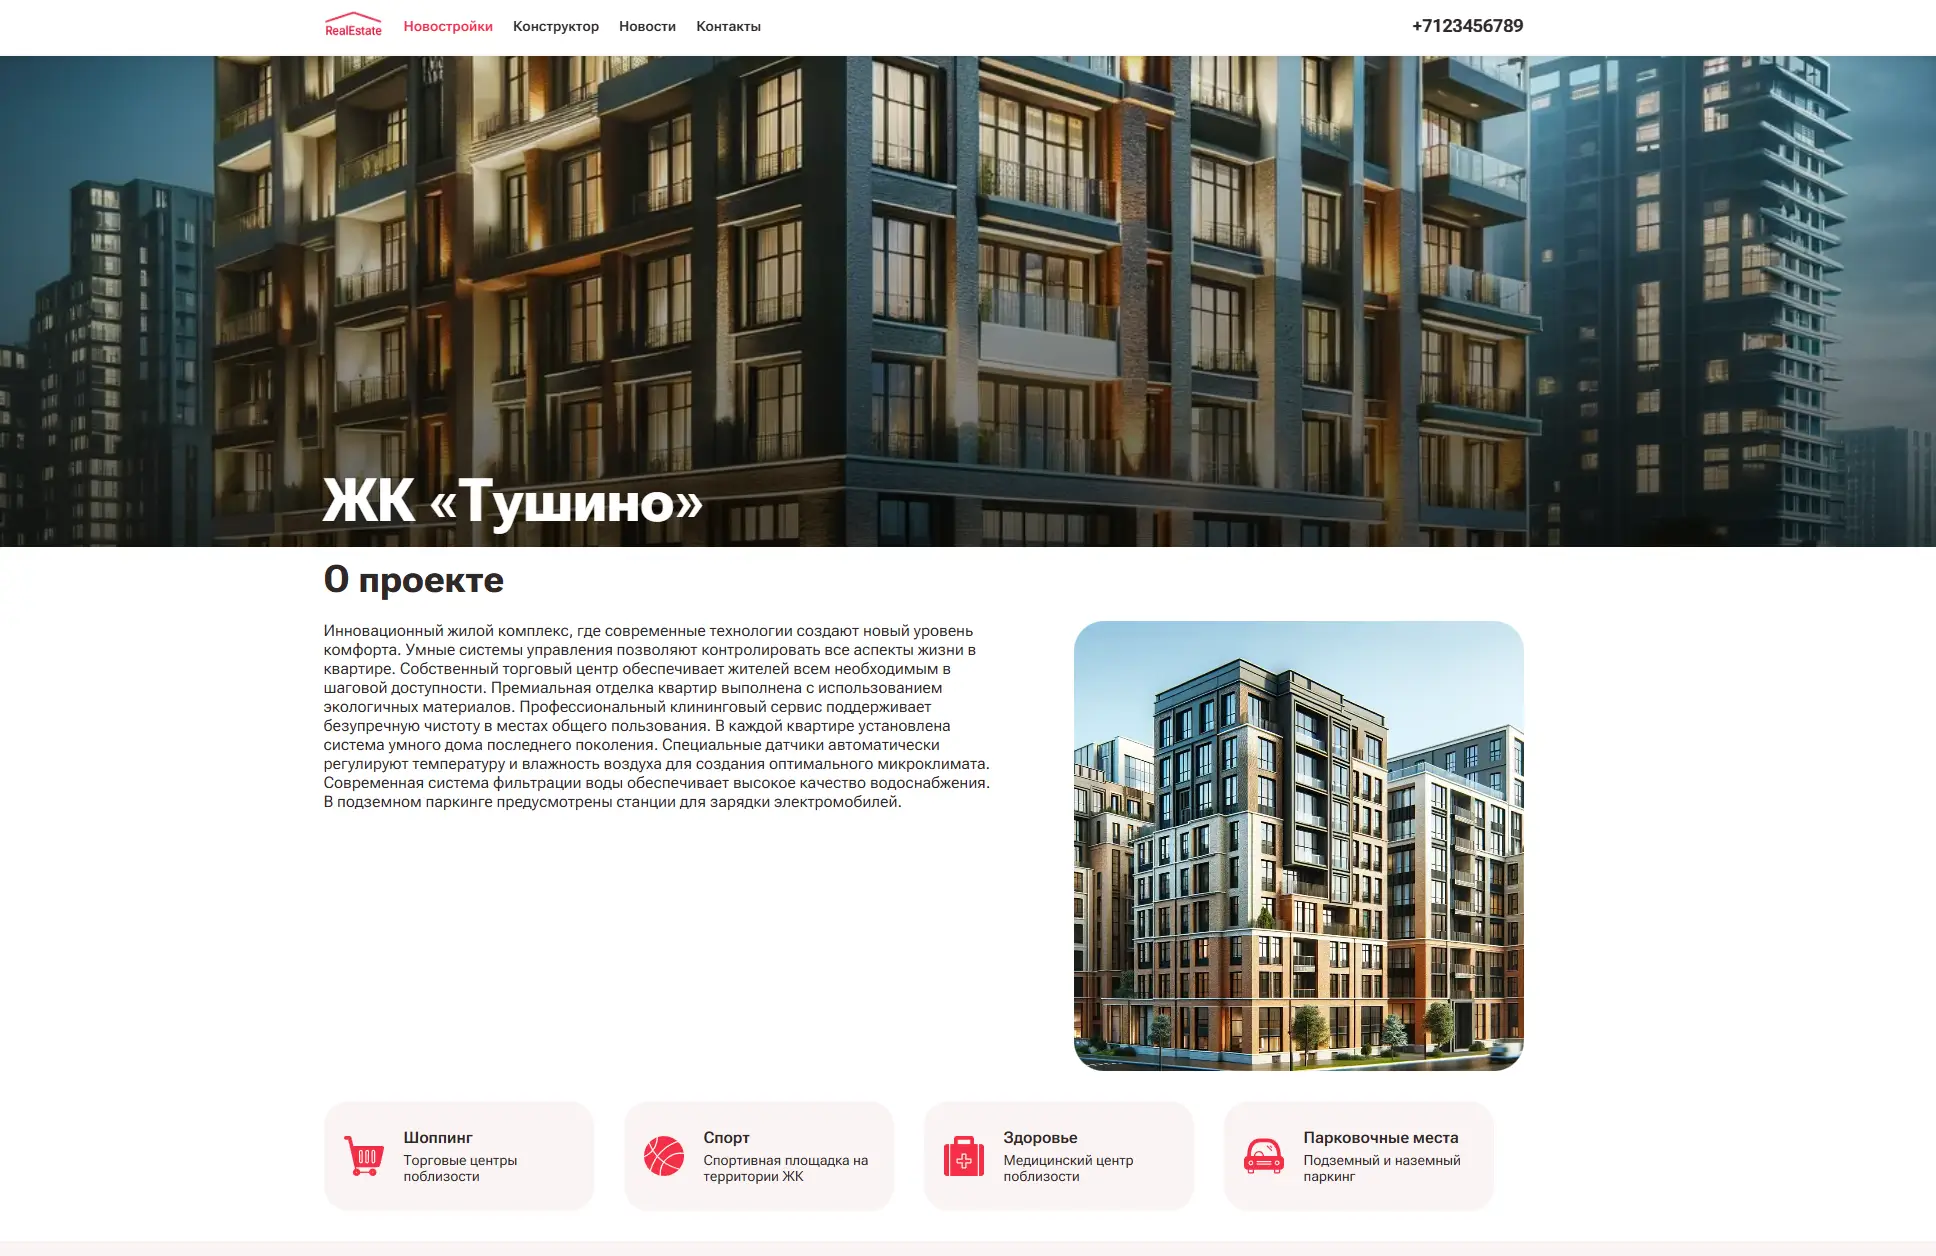 RealEstate
Новостройки Конструктор Новости Контакты
+7123456789
ЖК «Тушино»
О проекте
Инновационный жилой комплекс, где современные технологии создают новый уровень
комфорта. Умные системы управления позволяют контролировать все аспекты жизни в
квартире. Собственный торговый центр обеспечивает жителей всем необходимым в
шаговой доступности. Премиальная отделка квартир выполнена с использованием
экологичных материалов. Профессиональный клининговый сервис поддерживает
безупречную чистоту в местах общего пользования. В каждой квартире установлена
система умного дома последнего поколения. Специальные датчики автоматически
регулируют температуру и влажность воздуха для создания оптимального микроклимата.
Современная система фильтрации воды обеспечивает высокое качество водоснабжения.
В подземном паркинге предусмотрены станции для зарядки электромобилей.
Шоппинг
Торговые центры
поблизости
Спорт
Спортивная площадка на
территории ЖК
Здоровье
Медицинский центр
поблизости
Парковочные места
Подземный и наземный
паркинг